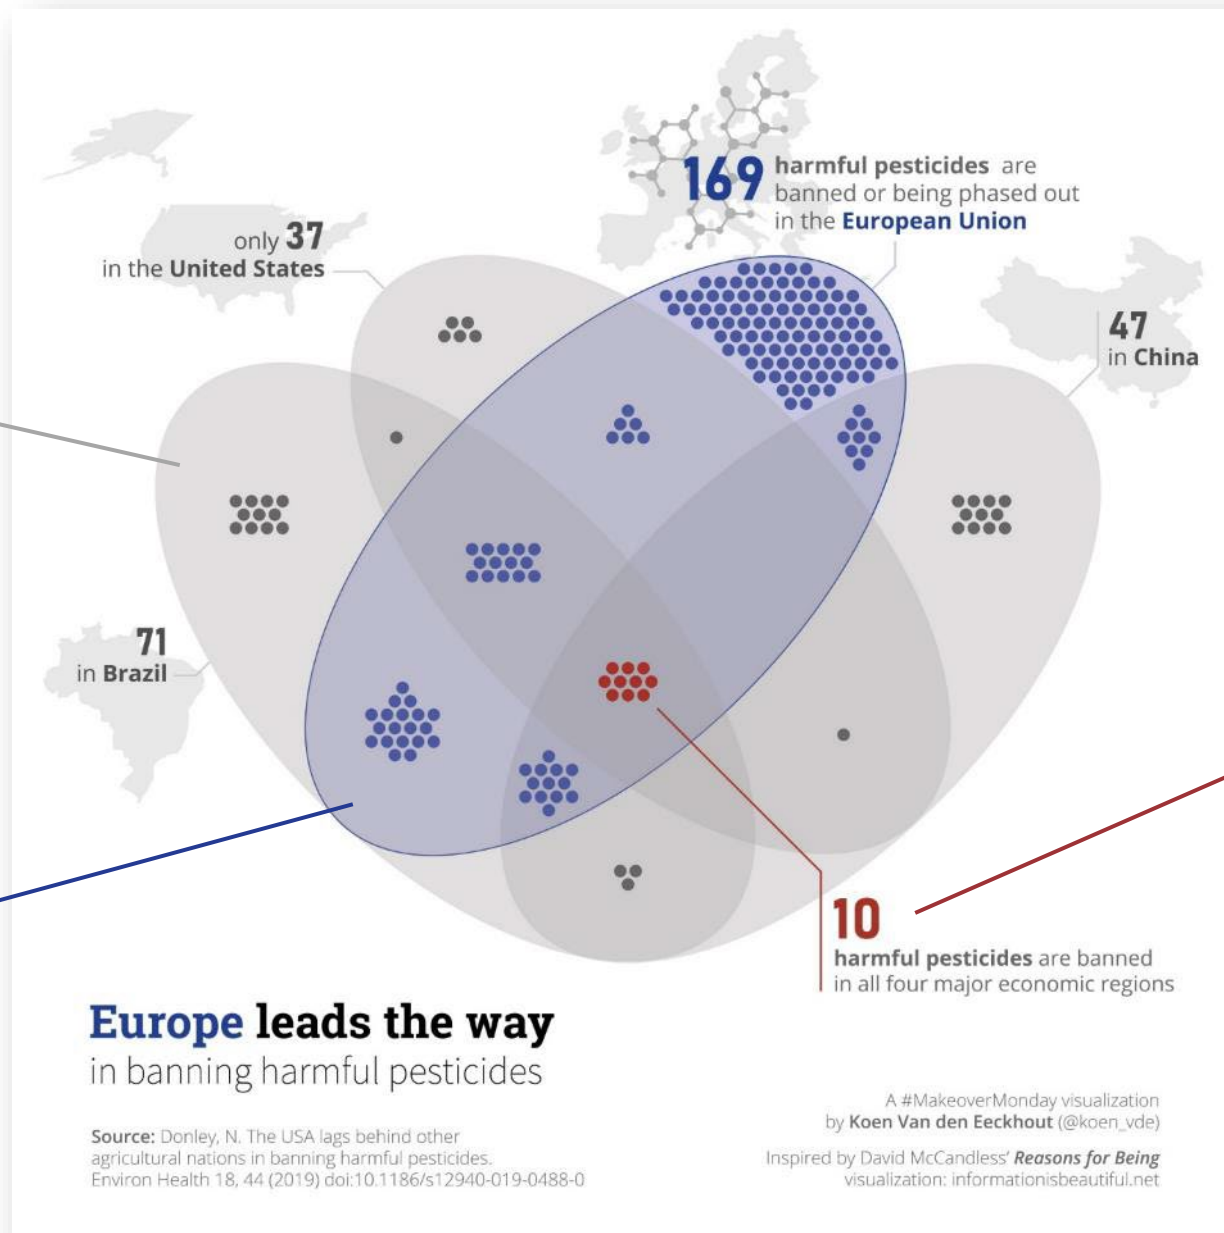 169 harmful pesticides are
banned or being phased out
in the European Union
only 37
in the United States
47
in China
71
in Brazil
10
harmful pesticides are banned
in all four major economic regions
Europe leads the way
in banning harmful pesticides
Source: Donley, N. The USA lags behind other
agricultural nations in banning harmful pesticides.
Environ Health 18, 44 (2019) doi:10.1186/s12940-019-0488-0
A #MakeoverMonday visualization
by Koen Van den Eeckhout (@koen_vde)
Inspired by David McCandless' Reasons for Being
visualization: informationisbeautiful.net